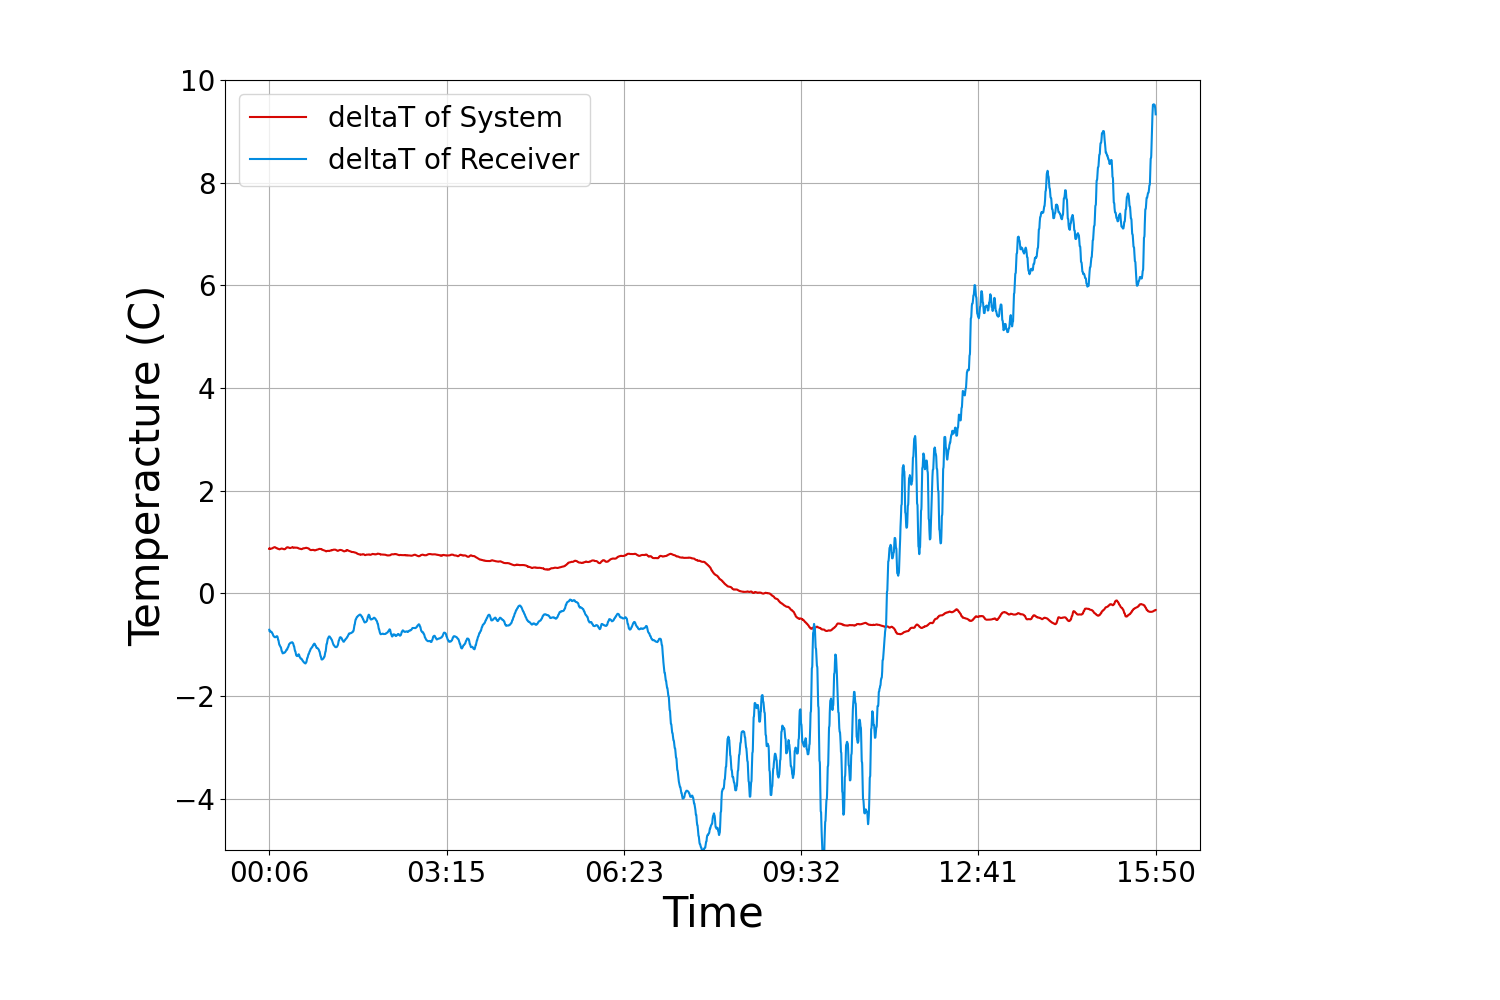 10
8
6
4
2
0
−2
−4
Temperacture (C)
deltaT of System
deltaT of Receiver
00:06 03:15 06:23 09:32 12:41 15:50
Time